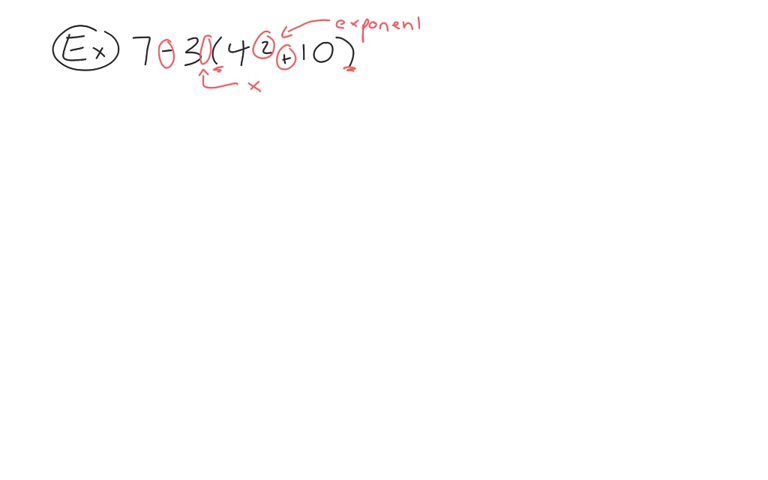 exponent
Ex 7 - 3(4² + 10)
x